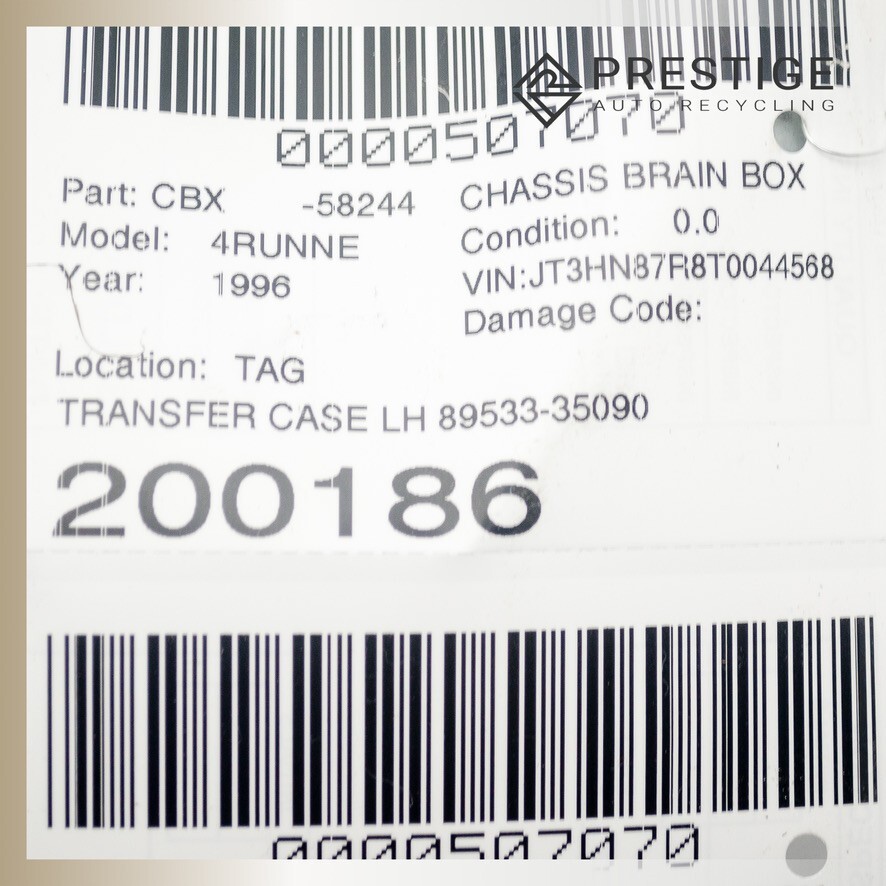 PRESTIGE
AUTO RECYCLING
0000507070
Part: CBX -58244 CHASSIS BRAIN BOX
Model: 4RUNNE Condition: 0.0
Year: 1996 VIN:JT3HN87R8T0044568
Damage Code:
Location: TAG
TRANSFER CASE LH 89533-35090
200186
0000507070